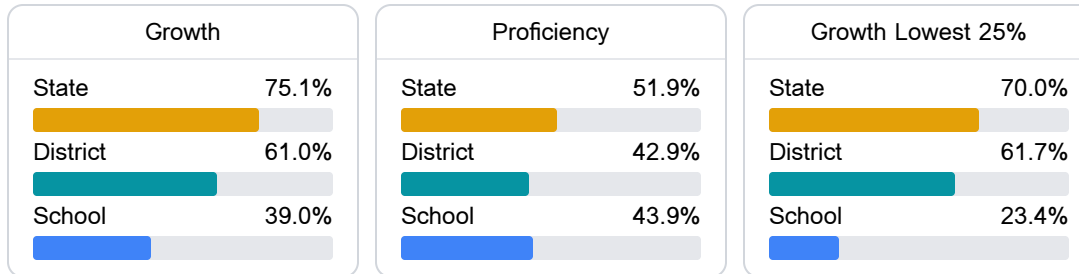 Growth
State 75.1%
District 61.0%
School 39.0%
Proficiency
State 51.9%
District 42.9%
School 43.9%
Growth Lowest 25%
State 70.0%
District 61.7%
School 23.4%